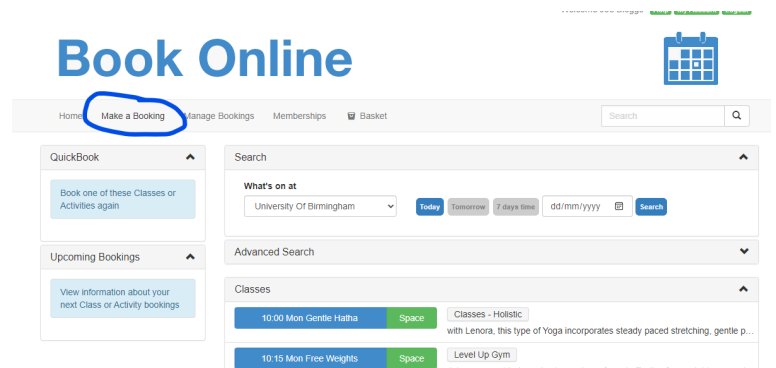 Book Online
Home Make a Booking Manage Bookings Memberships Basket Search
QuickBook
Book one of these Classes or
Activities again
Upcoming Bookings
View information about your
next Class or Activity bookings
Search
What's on at
University Of Birmingham Today Tomorrow 7 days time dd/mm/yyyy Search
Advanced Search
Classes
10:00 Mon Gentle Hatha Space Classes - Holistic
with Lenora, this type of Yoga incorporates steady paced stretching, gentle p...
10:15 Mon Free Weights Space Level Up Gym